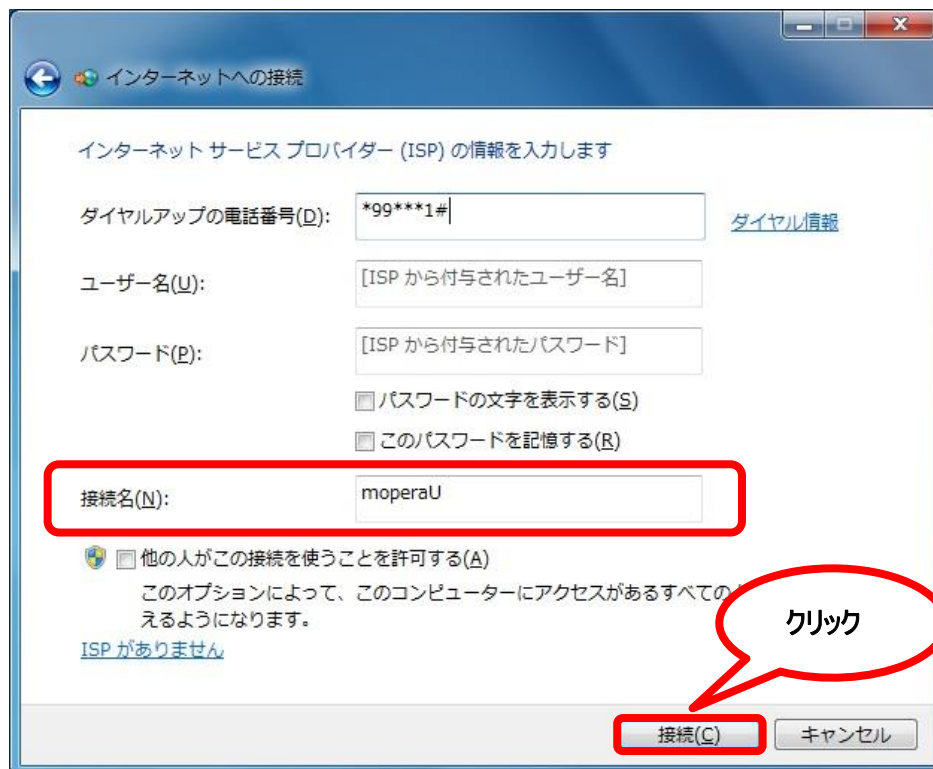 インターネットへの接続
インターネット サービス プロバイダー (ISP) の情報を入力します
ダイヤルアップの電話番号(D): *99***1# ダイヤル情報
ユーザー名(U): [ISP から付与されたユーザー名]
パスワード(P): [ISP から付与されたパスワード]
パスワードの文字を表示する(S)
このパスワードを記憶する(R)
接続名(N): moperaU
他の人がこの接続を使うことを許可する(A)
このオプションによって、このコンピューターにアクセスがあるすべての
えるようになります。
クリック
ISP がありません
接続(C) キャンセル